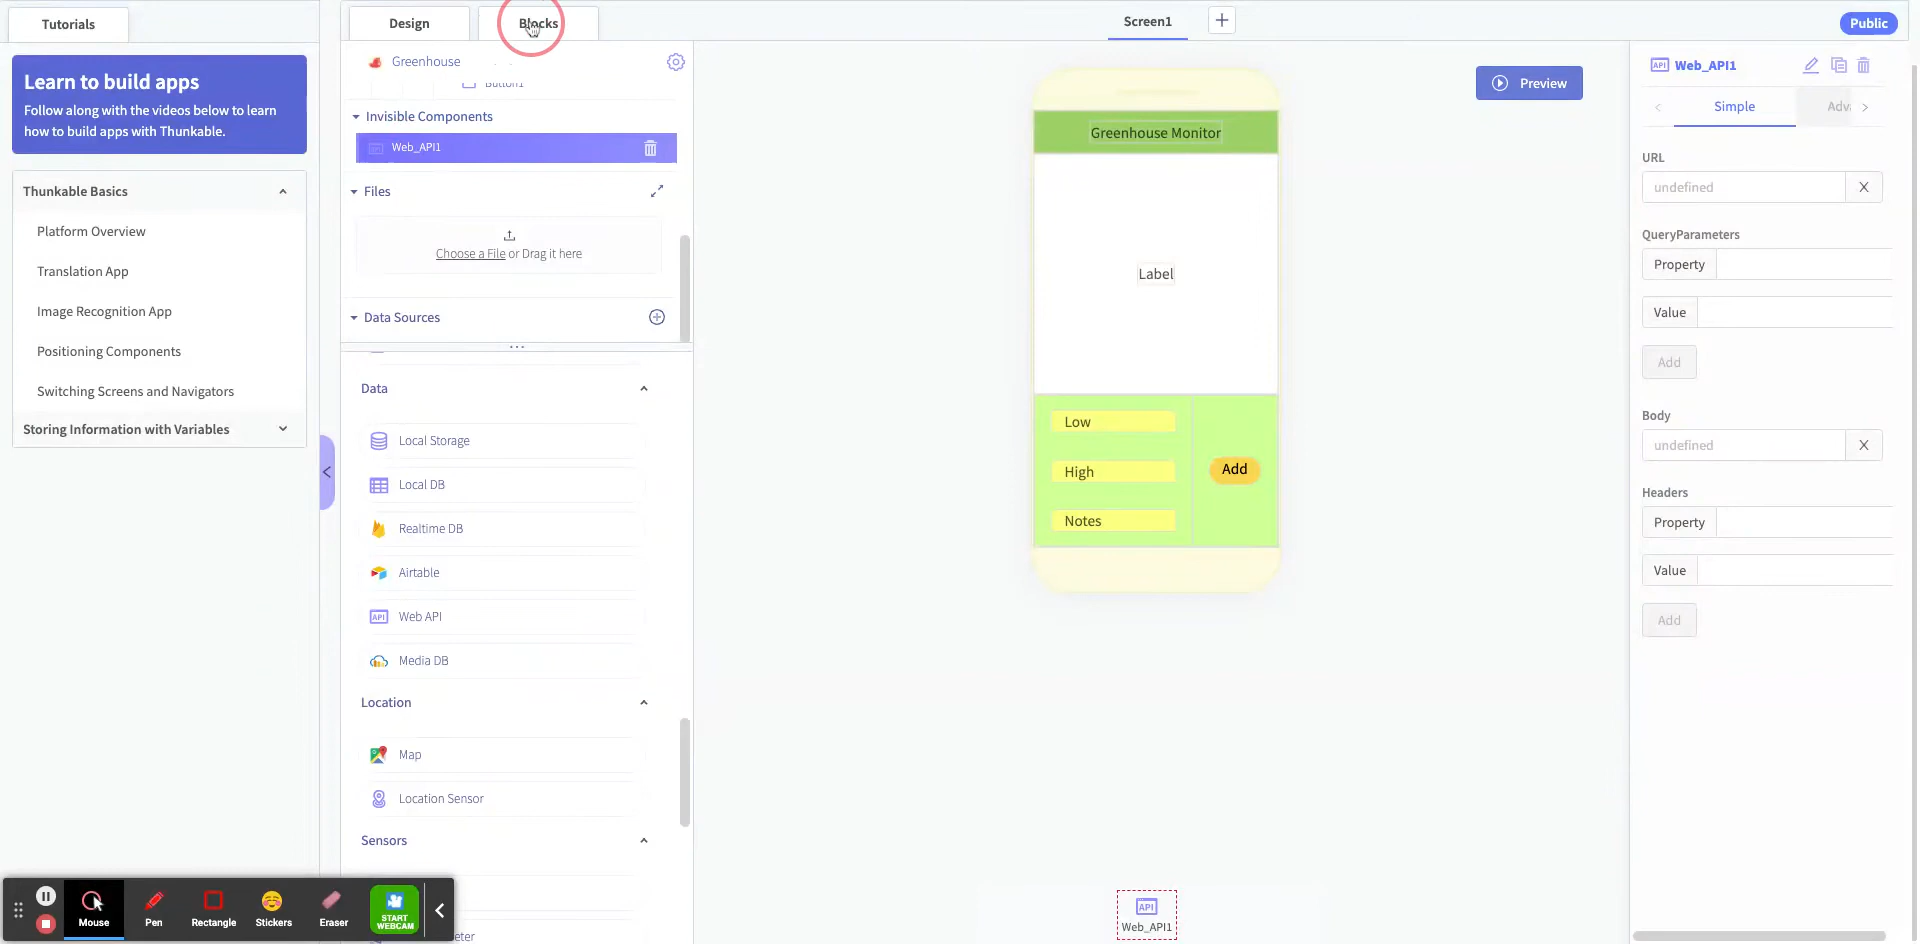 Tutorials
Design
Blocks
Screen1
Public
Learn to build apps
Follow along with the videos below to learn
how to build apps with Thunkable.
Thunkable Basics
Platform Overview
Translation App
Image Recognition App
Positioning Components
Switching Screens and Navigators
Storing Information with Variables
Greenhouse
Button1
Invisible Components
Web_API1
Files
Choose a File or Drag it here
Data Sources
Data
Local Storage
Local DB
Realtime DB
Airtable
API
Web API
Media DB
Location
Map
Location Sensor
Sensors
Preview
Greenhouse Monitor
Label
Low
High
Notes
Add
API
Web_API1
API
Web_API1
Simple
Adv
URL
undefined
X
QueryParameters
Property
Value
Add
Body
undefined
X
Headers
Property
Value
Add
Mouse
Pen
Rectangle
Stickers
Eraser
START
WEBCAM